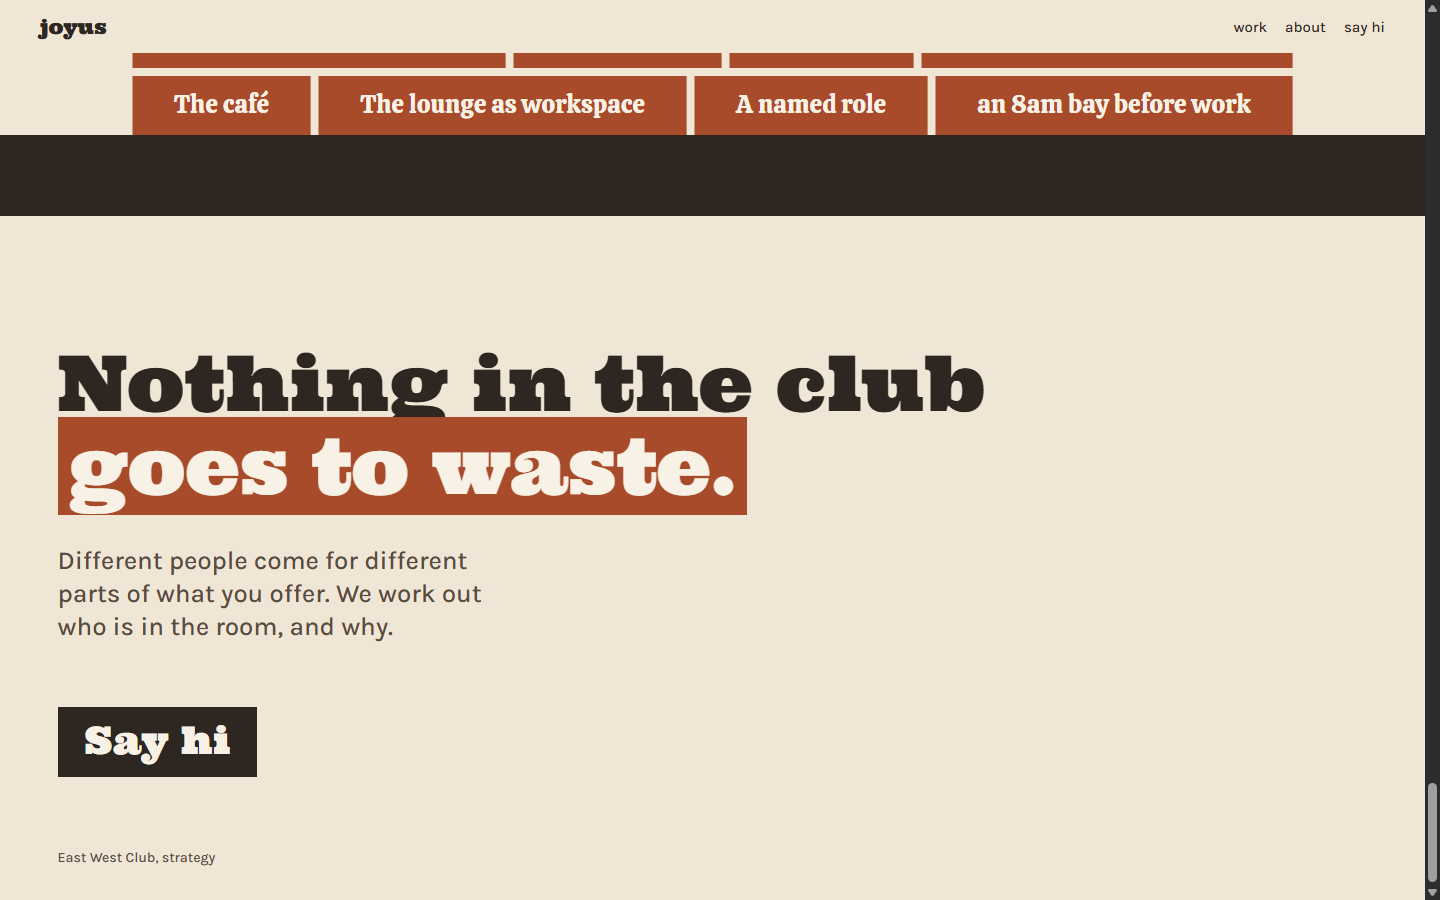 joyus
work about say hi
The café The lounge as workspace A named role an 8am bay before work
Nothing in the club
goes to waste.
Different people come for different
parts of what you offer. We work out
who is in the room, and why.
Say hi
East West Club, strategy